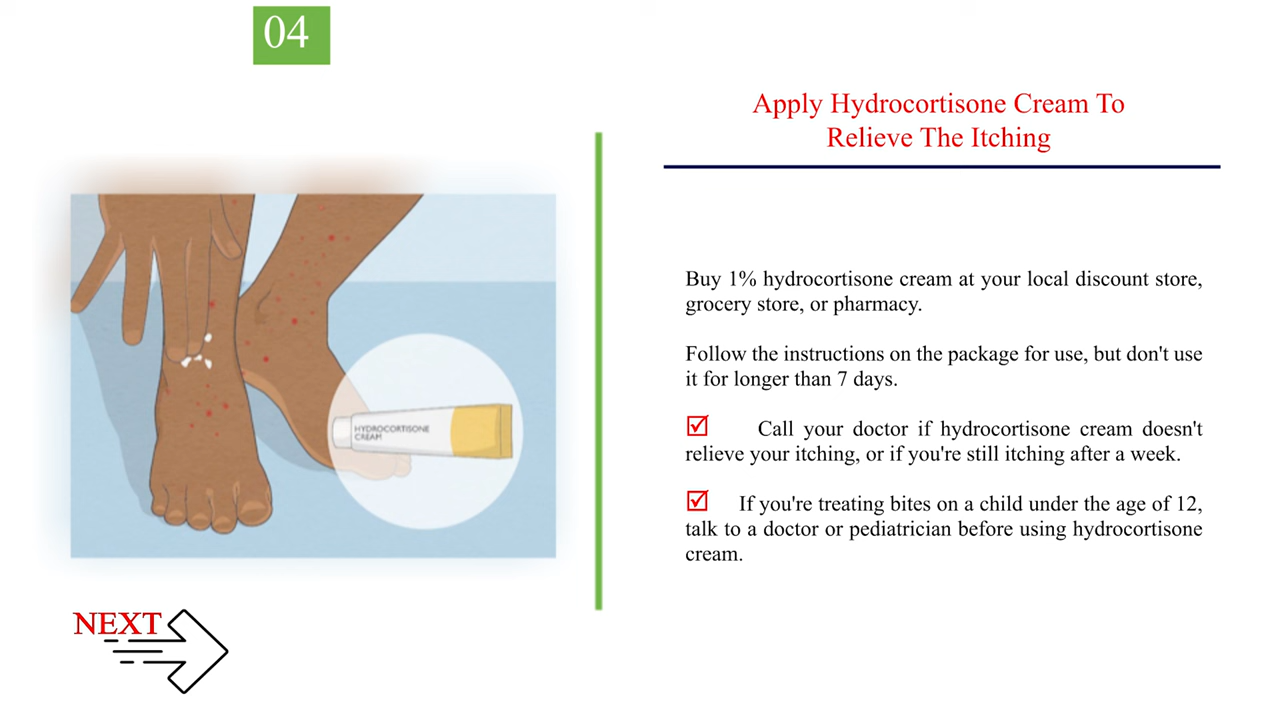 04
Apply Hydrocortisone Cream To
Relieve The Itching
Buy 1% hydrocortisone cream at your local discount store,
grocery store, or pharmacy.
Follow the instructions on the package for use, but don't use
it for longer than 7 days.
Call your doctor if hydrocortisone cream doesn't
relieve your itching, or if you're still itching after a week.
If you're treating bites on a child under the age of 12,
talk to a doctor or pediatrician before using hydrocortisone
cream.
HYDROCORTISONE
CREAM
NEXT